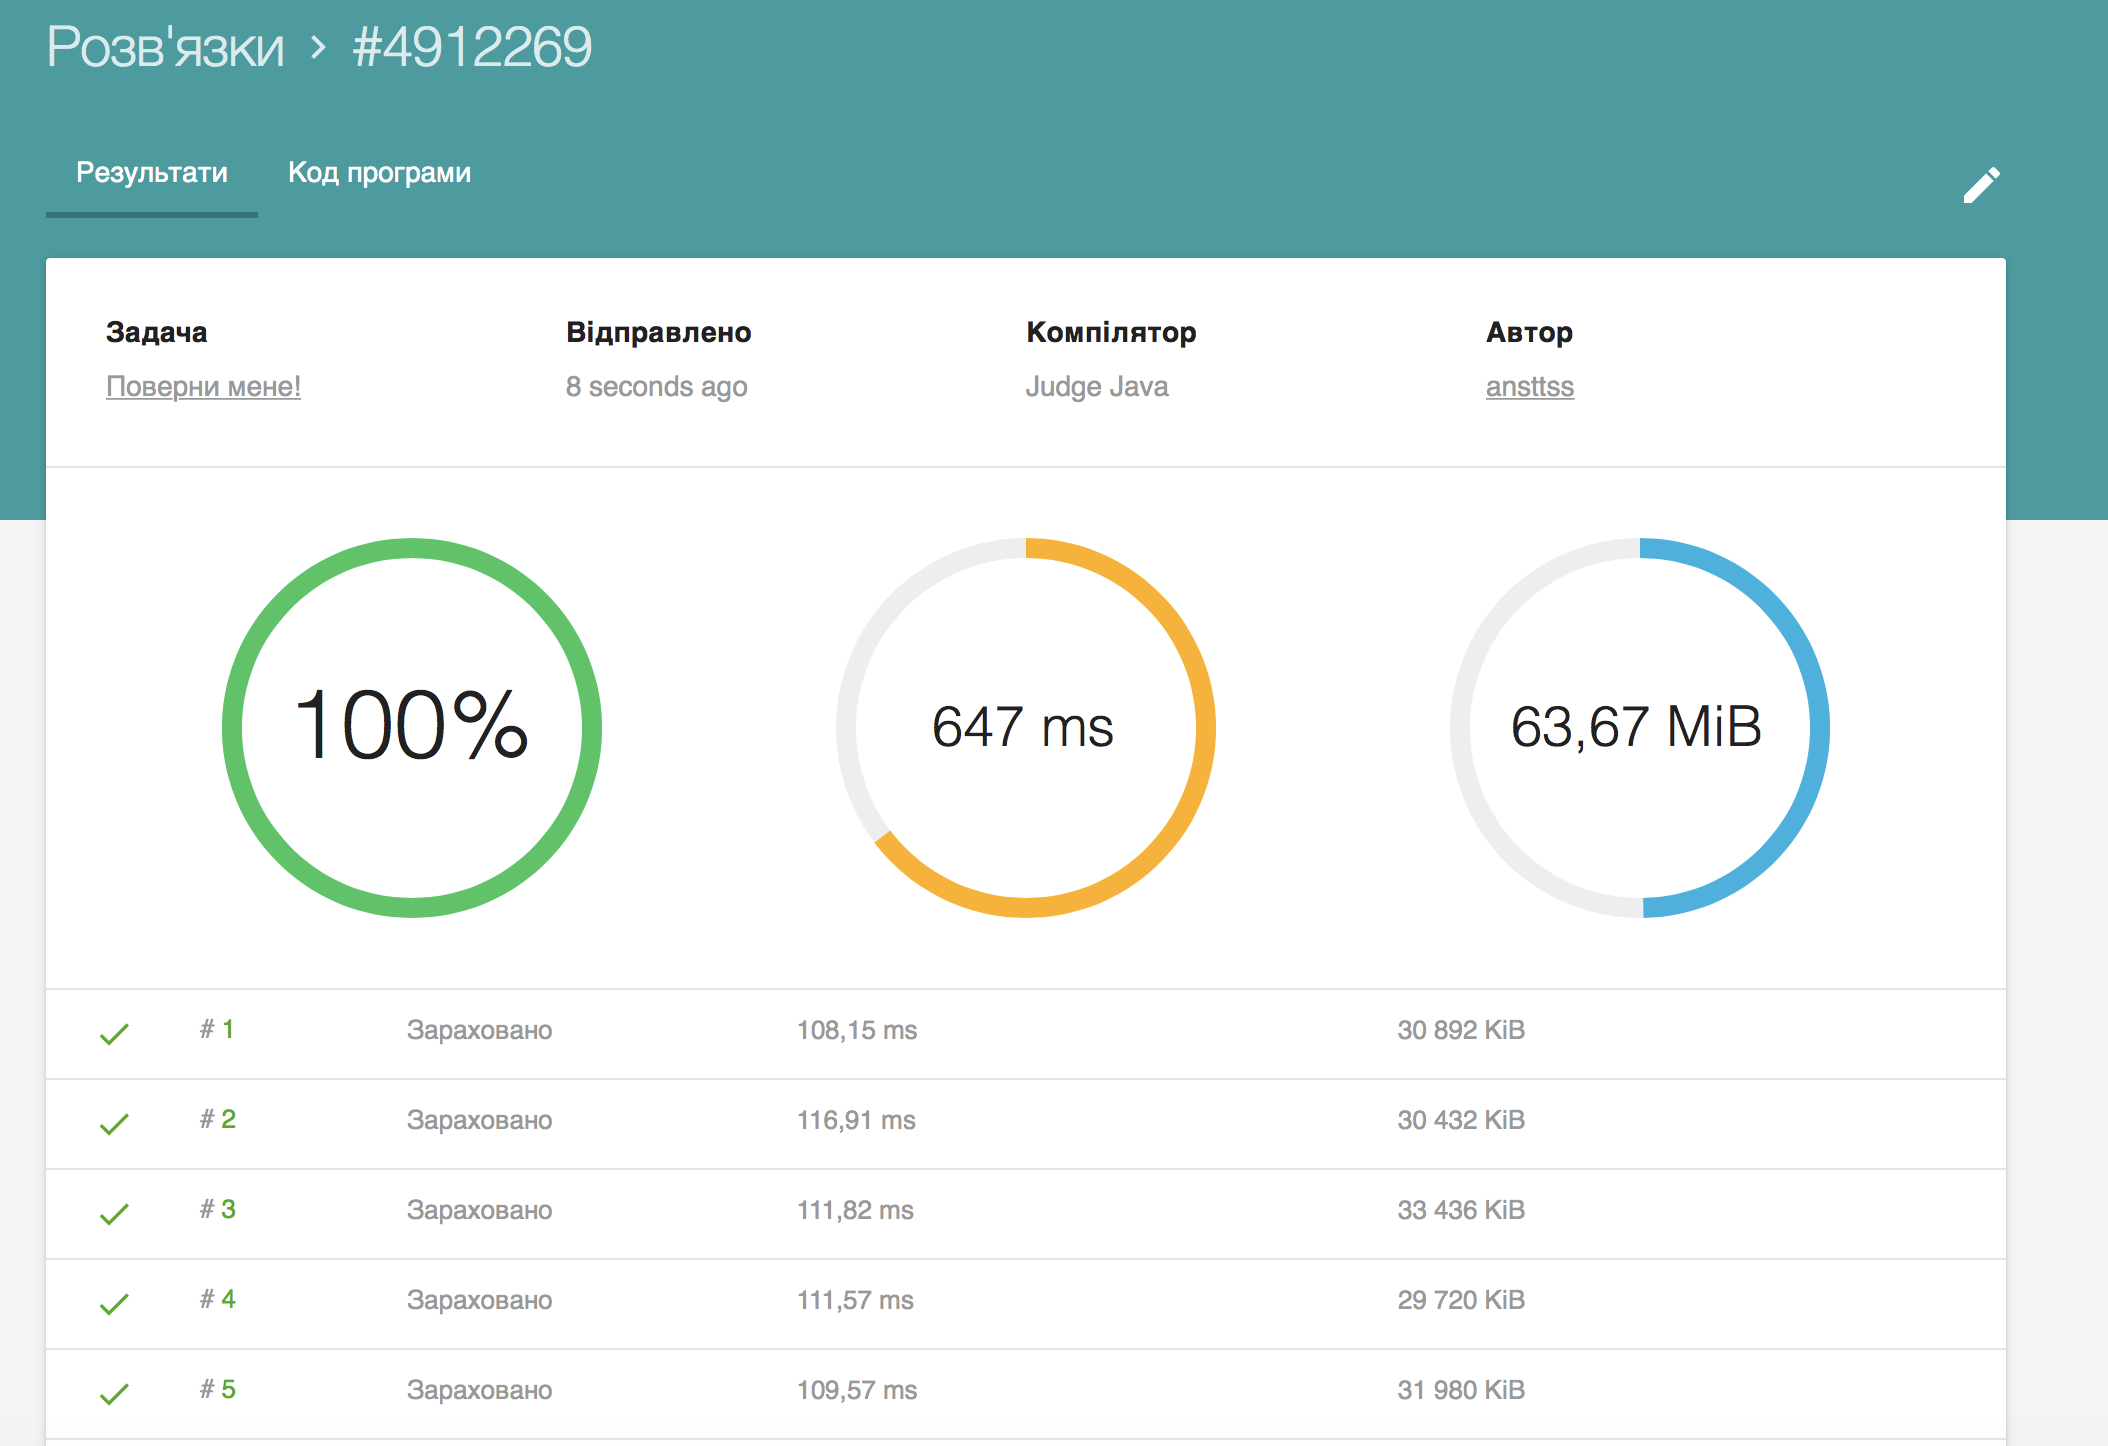 Розв'язки > #4912269
Результати Код програми
Задача Відправлено Компілятор Автор
Поверни мене! 8 seconds ago Judge Java ansttss
100% 647 ms 63,67 MiB
# 1 Зараховано 108,15 ms 30 892 KiB
# 2 Зараховано 116,91 ms 30 432 KiB
# 3 Зараховано 111,82 ms 33 436 KiB
# 4 Зараховано 111,57 ms 29 720 KiB
# 5 Зараховано 109,57 ms 31 980 KiB